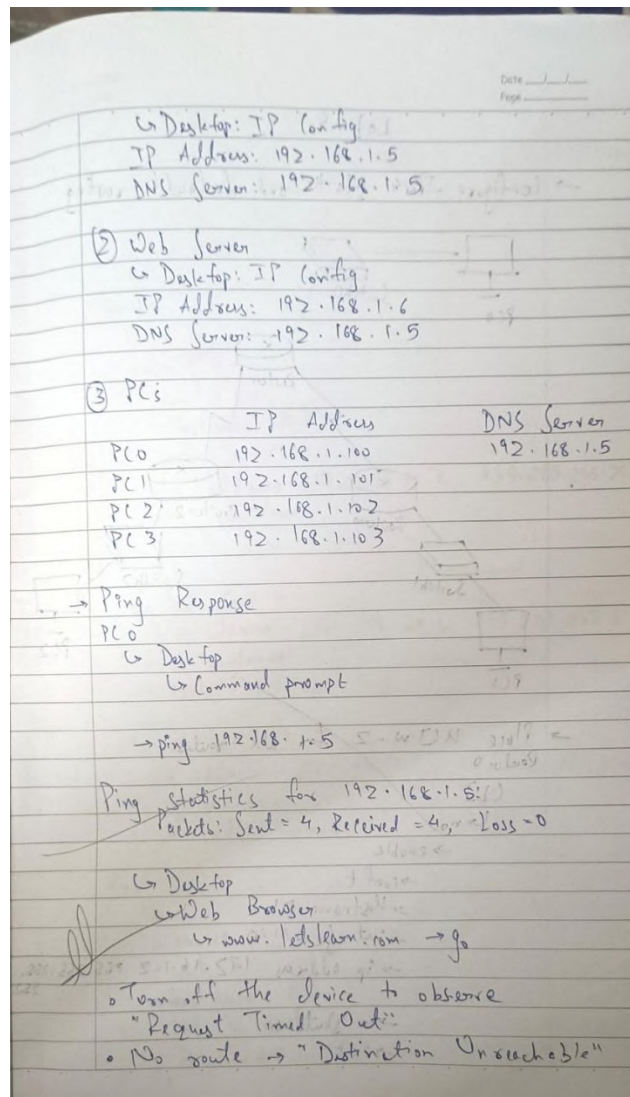 Date __/__/__
Page
↳ Desktop: IP Config
IP Address: 192.168.1.5
DNS Server: 192.168.1.5
② Web Server
↳ Desktop: IP Config
IP Address: 192.168.1.6
DNS Server: 192.168.1.5
③ PCs
IP Address DNS Server
PC0 192.168.1.100 192.168.1.5
PC1 192.168.1.101
PC2 192.168.1.102
PC3 192.168.1.103
→ Ping Response
PC0
↳ Desktop
↳ Command prompt
→ ping 192.168.1.5
Ping statistics for 192.168.1.5:
Packets: Sent = 4, Received = 4, Loss = 0
↳ Desktop
↳ Web Browser
↳ www.letslearn.com → go
• Turn off the device to observe
"Request Timed Out"
• No route → "Destination Unreachable"